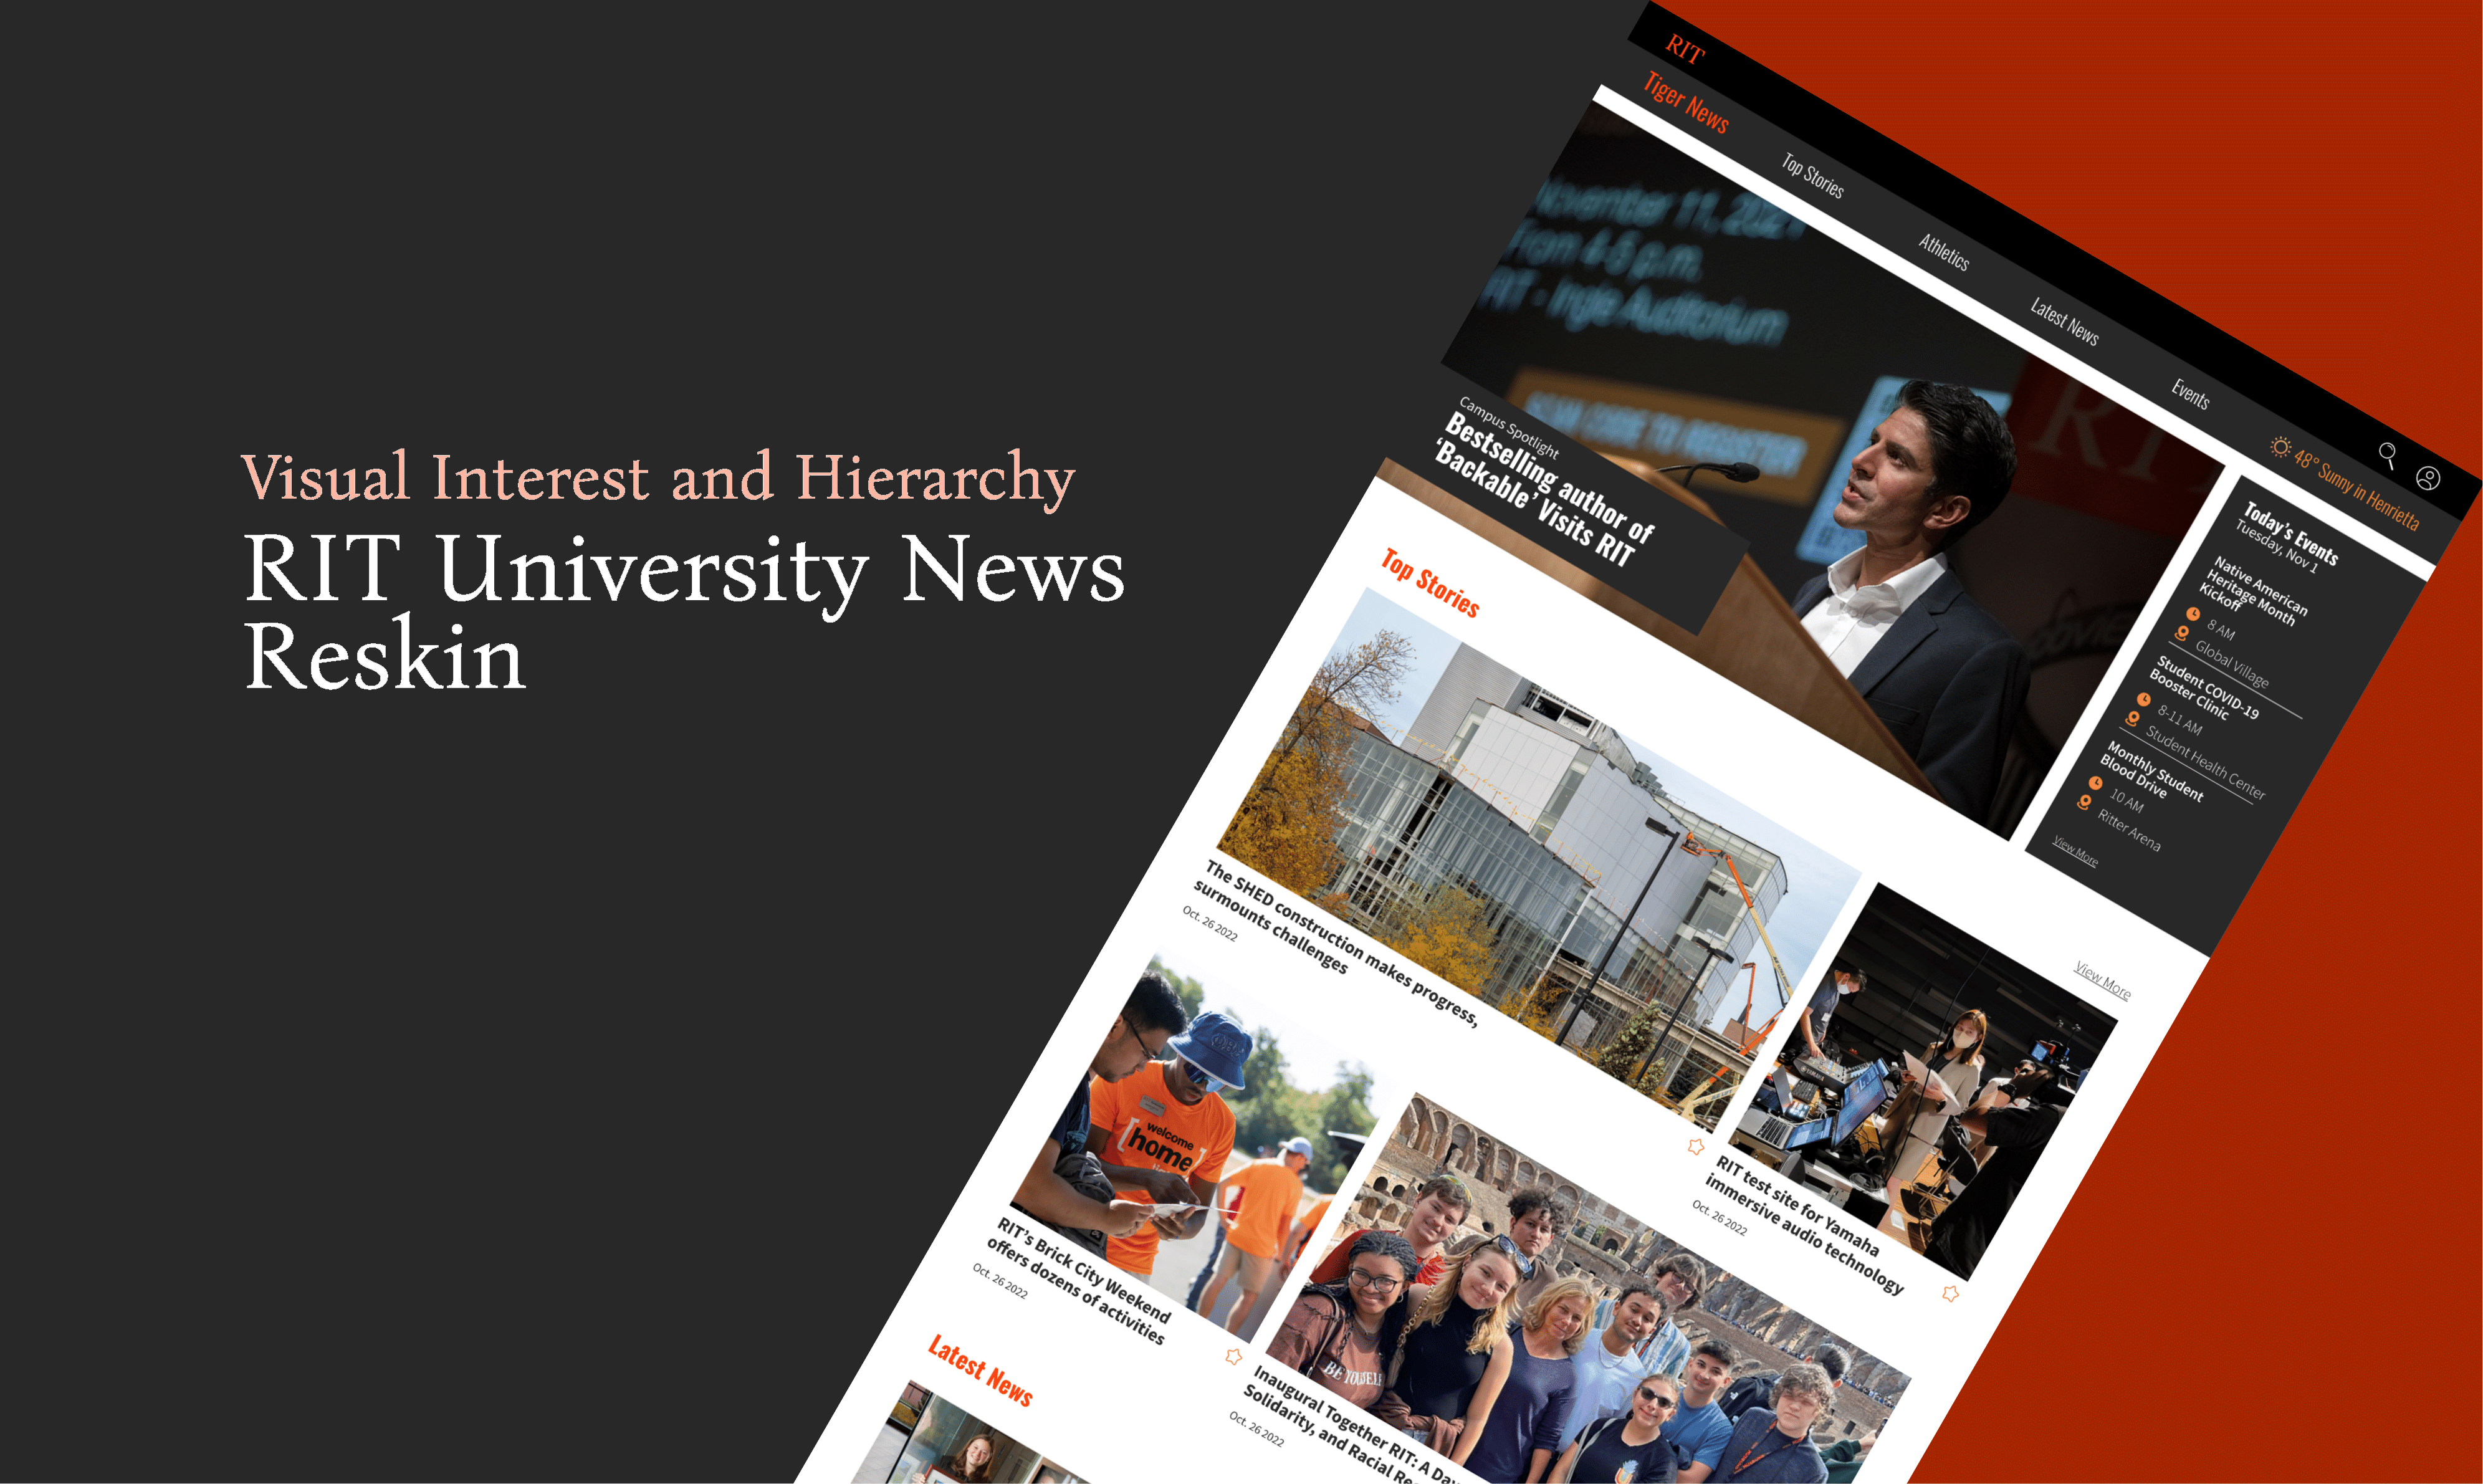 Visual Interest and Hierarchy
RIT University News
Reskin
RIT
Tiger News
Top Stories
Athletics
Latest News
Events
48° Sunny in Henrietta
November 11, 2021
From 4-5 p.m.
RIT - Ingle Auditorium
SCAN CODE TO REGISTER
RIT
Campus Spotlight
Bestselling author of
‘Backable’ Visits RIT
Today's Events
Tuesday, Nov 1
Native American
Heritage Month
Kickoff
8 AM
Global Village
Student COVID-19
Booster Clinic
8-11 AM
Student Health Center
Monthly Student
Blood Drive
10 AM
Ritter Arena
View More
Top Stories
View More
The SHED construction makes progress,
surmounts challenges
Oct. 26 2022
RIT test site for Yamaha
immersive audio technology
Oct. 26 2022
welcome
[home
RIT’s Brick City Weekend
offers dozens of activities
Oct. 26 2022
BE YOURSELF
Inaugural Together RIT: A Day
Solidarity, and Racial
Oct. 26 2022
Latest News